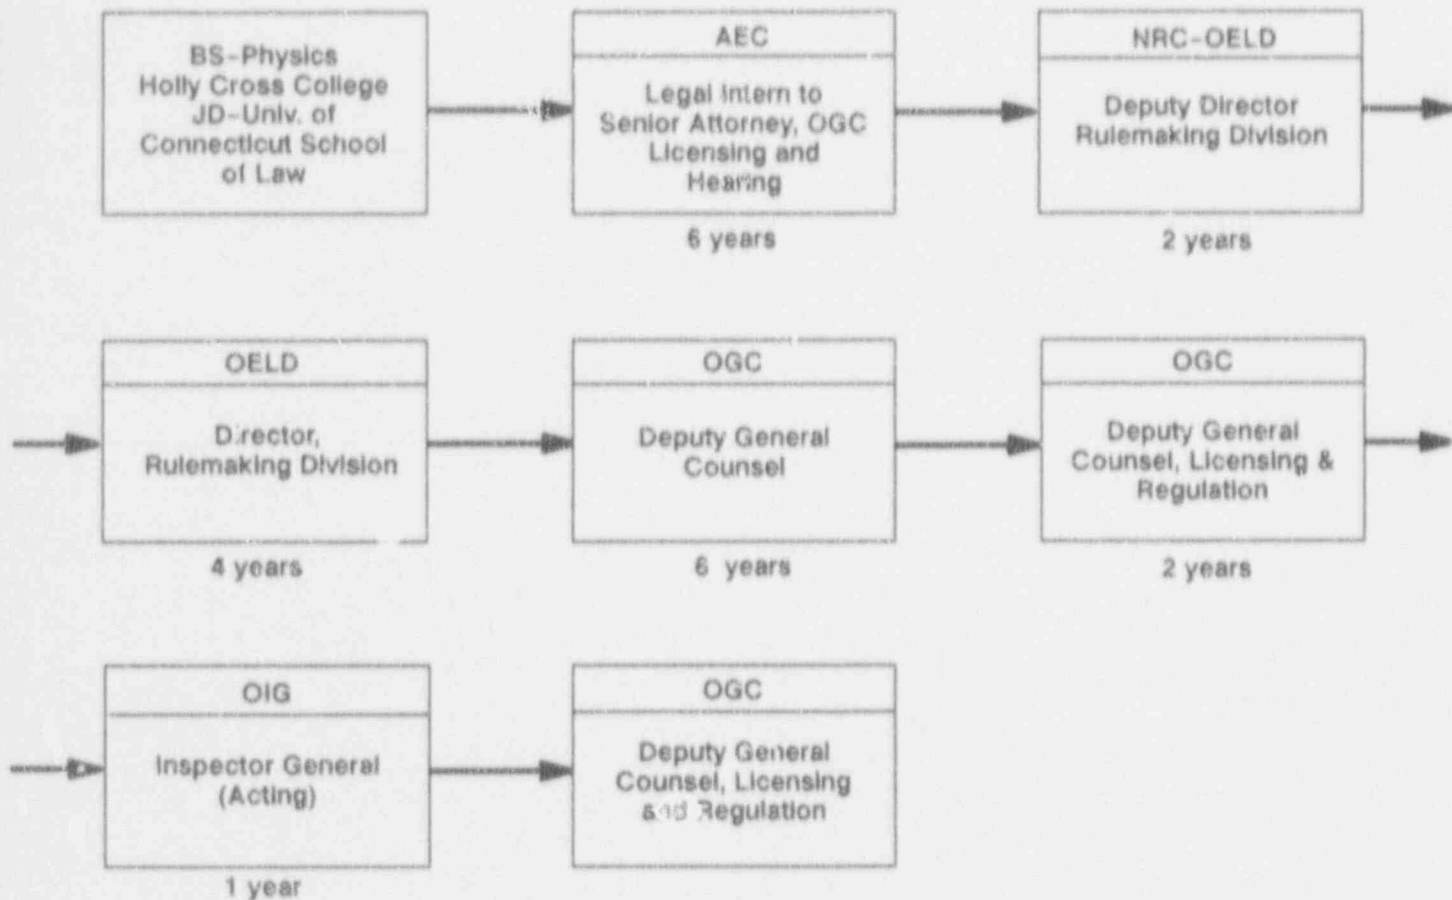 BS-Physics
Holly Cross College
JD-Univ. of
Connecticut School
of Law
AEC
Legal Intern to
Senior Attorney, OGC
Licensing and
Hearing
6 years
NRC-OELD
Deputy Director
Rulemaking Division
2 years
OELD
Director,
Rulemaking Division
4 years
OGC
Deputy General
Counsel
6 years
OGC
Deputy General
Counsel, Licensing &
Regulation
2 years
OIG
Inspector General
(Acting)
1 year
OGC
Deputy General
Counsel, Licensing
and Regulation